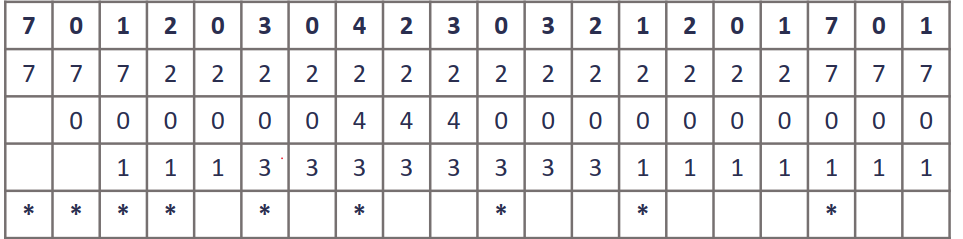 7 0 1 2 0 3 0 4 2 3 0 3 2 1 2 0 1 7 0 1
7 7 7 2 2 2 2 2 2 2 2 2 2 2 2 2 2 7 7 7
0 0 0 0 0 0 4 4 4 0 0 0 0 0 0 0 0 0 0
1 1 1 3 3 3 3 3 3 3 3 1 1 1 1 1 1 1
* * * * * * * * *